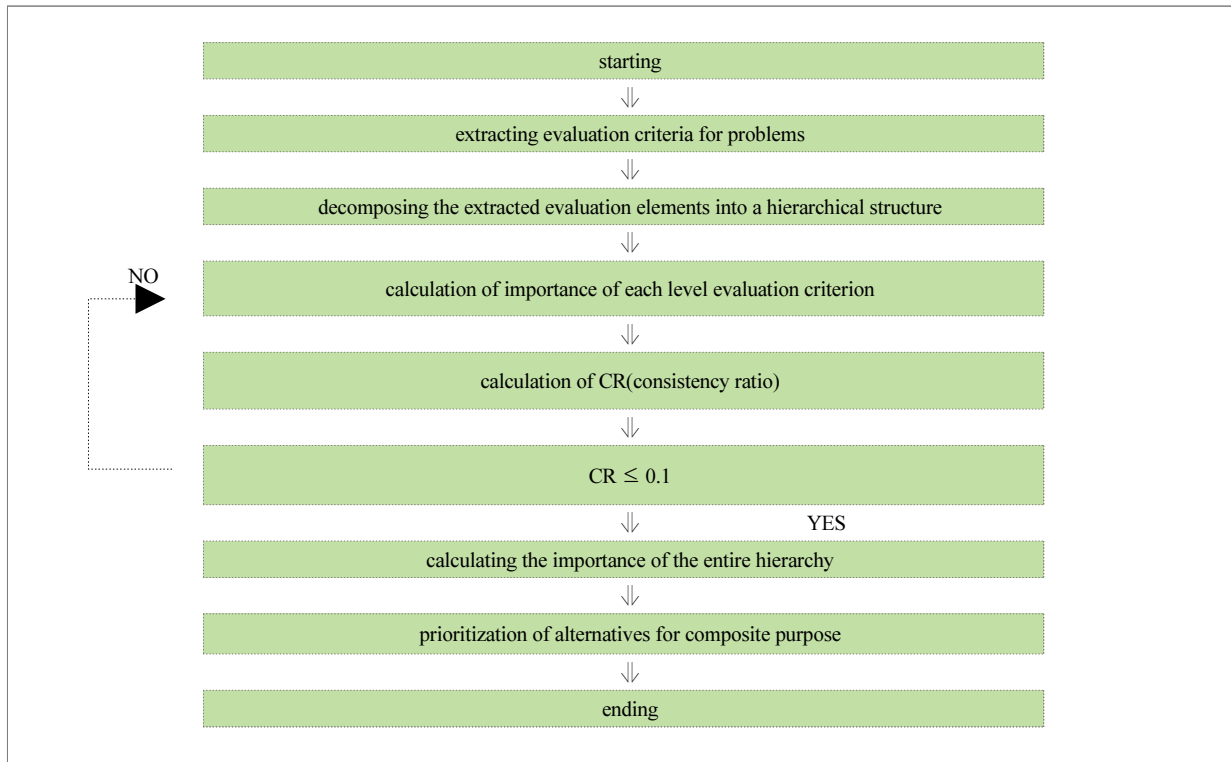 starting
extracting evaluation criteria for problems
decomposing the extracted evaluation elements into a hierarchical structure
NO
calculation of importance of each level evaluation criterion
calculation of CR(consistency ratio)
CR ≤ 0.1
YES
calculating the importance of the entire hierarchy
prioritization of alternatives for composite purpose
ending